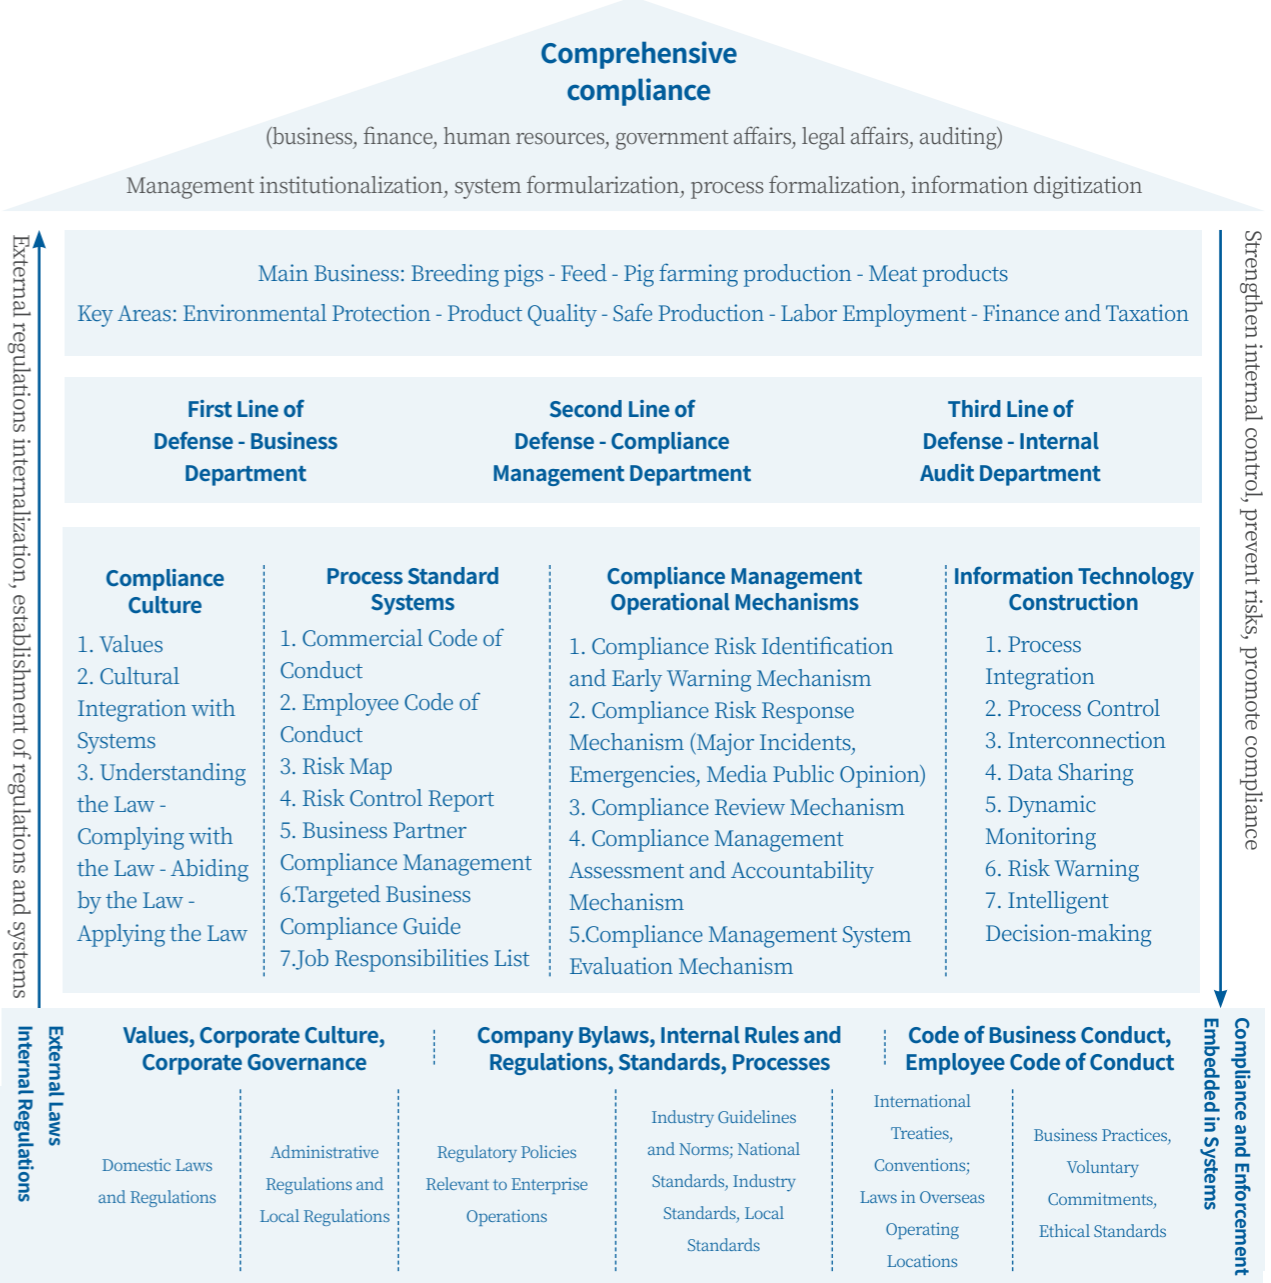 Comprehensive
compliance
(business, finance, human resources, government affairs, legal affairs, auditing)
Management institutionalization, system formularization, process formalization, information digitization
External regulations internalization, establishment of regulations and systems
Main Business: Breeding pigs - Feed - Pig farming production - Meat products
Key Areas: Environmental Protection - Product Quality - Safe Production - Labor Employment - Finance and Taxation
First Line of
Defense - Business
Department
Second Line of
Defense - Compliance
Management Department
Third Line of
Defense - Internal
Audit Department
Compliance
Culture
1. Values
2. Cultural
Integration with
Systems
3. Understanding
the Law -
Complying with
the Law - Abiding
by the Law -
Applying the Law
Process Standard
Systems
1. Commercial Code of
Conduct
2. Employee Code of
Conduct
3. Risk Map
4. Risk Control Report
5. Business Partner
Compliance Management
6.Targeted Business
Compliance Guide
7.Job Responsibilities List
Compliance Management
Operational Mechanisms
1. Compliance Risk Identification
and Early Warning Mechanism
2. Compliance Risk Response
Mechanism (Major Incidents,
Emergencies, Media Public Opinion)
3. Compliance Review Mechanism
4. Compliance Management
Assessment and Accountability
Mechanism
5.Compliance Management System
Evaluation Mechanism
Information Technology
Construction
1. Process
Integration
2. Process Control
3. Interconnection
4. Data Sharing
5. Dynamic
Monitoring
6. Risk Warning
7. Intelligent
Decision-making
Strengthen internal control, prevent risks, promote compliance
External Laws
Internal Regulations
Values, Corporate Culture,
Corporate Governance
Company Bylaws, Internal Rules and
Regulations, Standards, Processes
Code of Business Conduct,
Employee Code of Conduct
Domestic Laws
and Regulations
Administrative
Regulations and
Local Regulations
Regulatory Policies
Relevant to Enterprise
Operations
Industry Guidelines
and Norms; National
Standards, Industry
Standards, Local
Standards
International
Treaties,
Conventions;
Laws in Overseas
Operating
Locations
Business Practices,
Voluntary
Commitments,
Ethical Standards
Compliance and Enforcement
Embedded in Systems